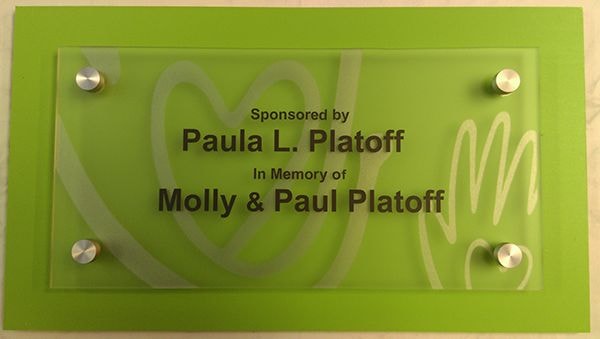 Sponsored by
Paula L. Platoff
In Memory of
Molly & Paul Platoff